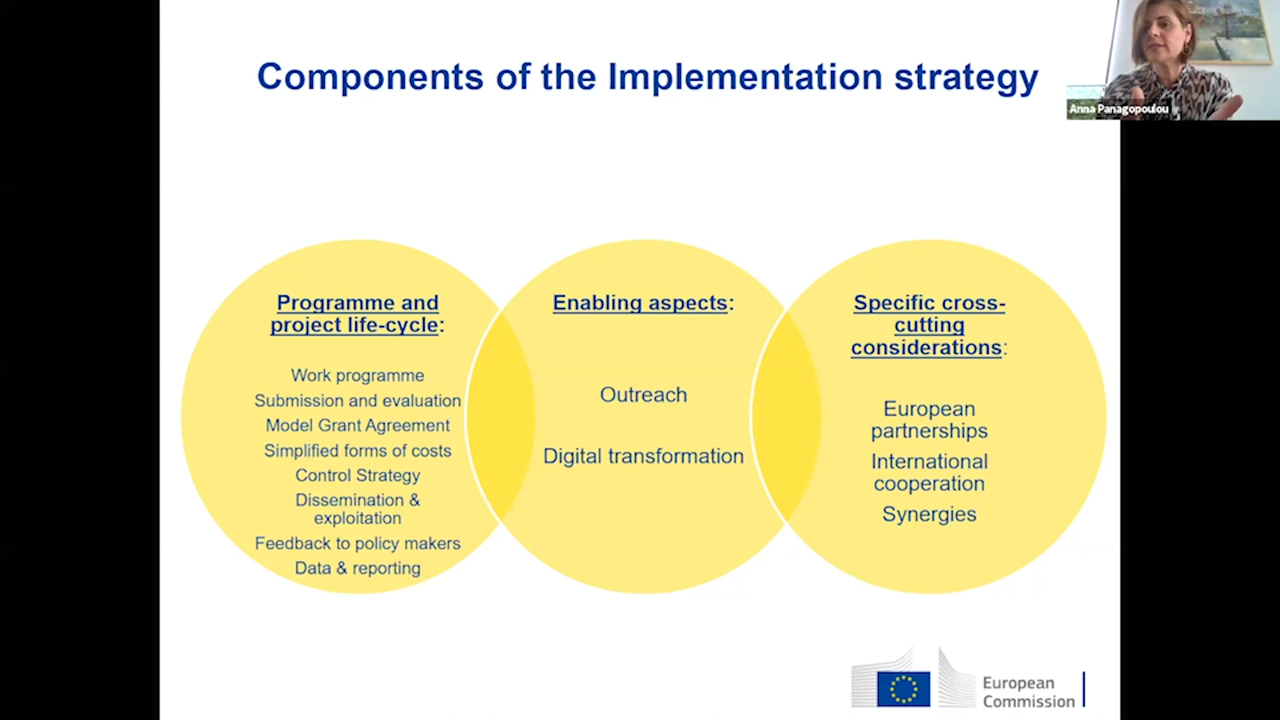 Components of the Implementation strategy
Anna Panagopoulou
Programme and
project life-cycle:
Work programme
Submission and evaluation
Model Grant Agreement
Simplified forms of costs
Control Strategy
Dissemination &
exploitation
Feedback to policy makers
Data & reporting
Enabling aspects:
Outreach
Digital transformation
Specific cross-
cutting
considerations:
European
partnerships
International
cooperation
Synergies
European
Commission